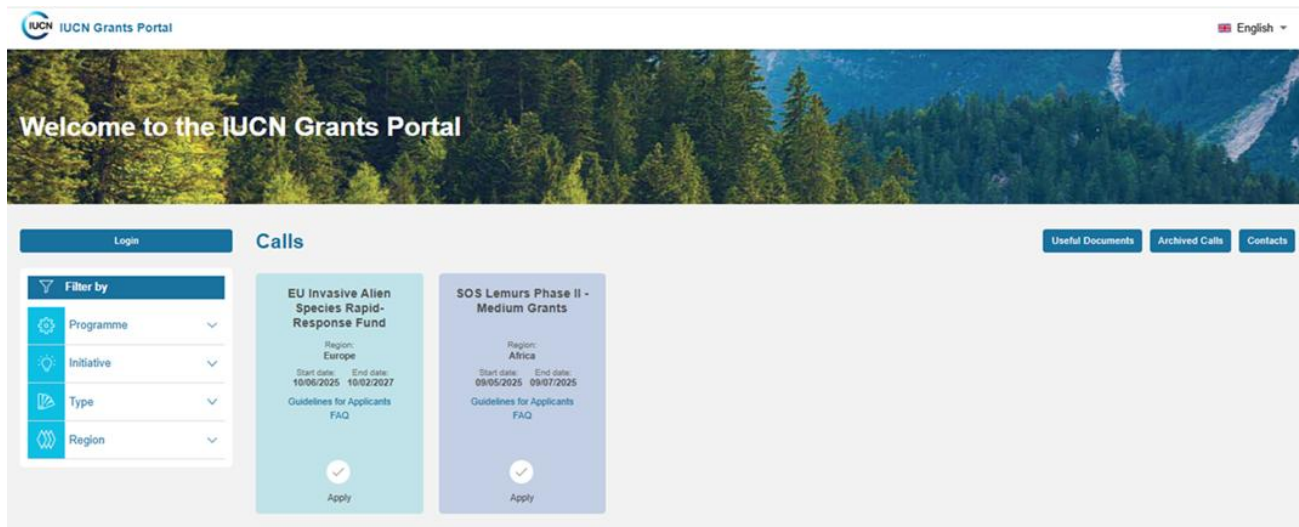 IUCN IUCN Grants Portal
English
Welcome to the IUCN Grants Portal
Login
Calls
Useful Documents
Archived Calls
Contacts
Filter by
Programme
Initiative
Type
Region
EU Invasive Alien
Species Rapid-
Response Fund
Region:
Europe
Start date: End date:
10/06/2025 10/02/2027
Guidelines for Applicants
FAQ
Apply
SOS Lemurs Phase II -
Medium Grants
Region:
Africa
Start date: End date:
09/05/2025 09/07/2025
Guidelines for Applicants
FAQ
Apply